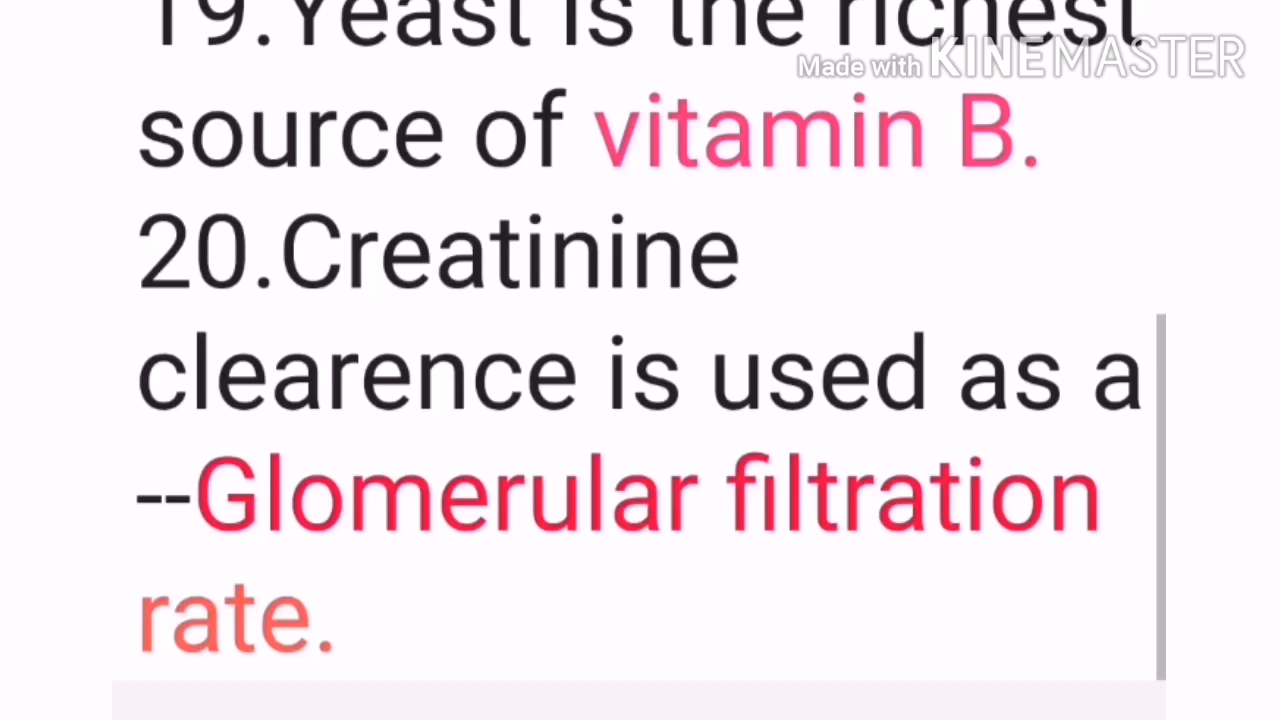 19.Yeast is the richest
Made with KINEMASTER
source of vitamin B.
20.Creatinine
clearence is used as a
--Glomerular filtration
rate.